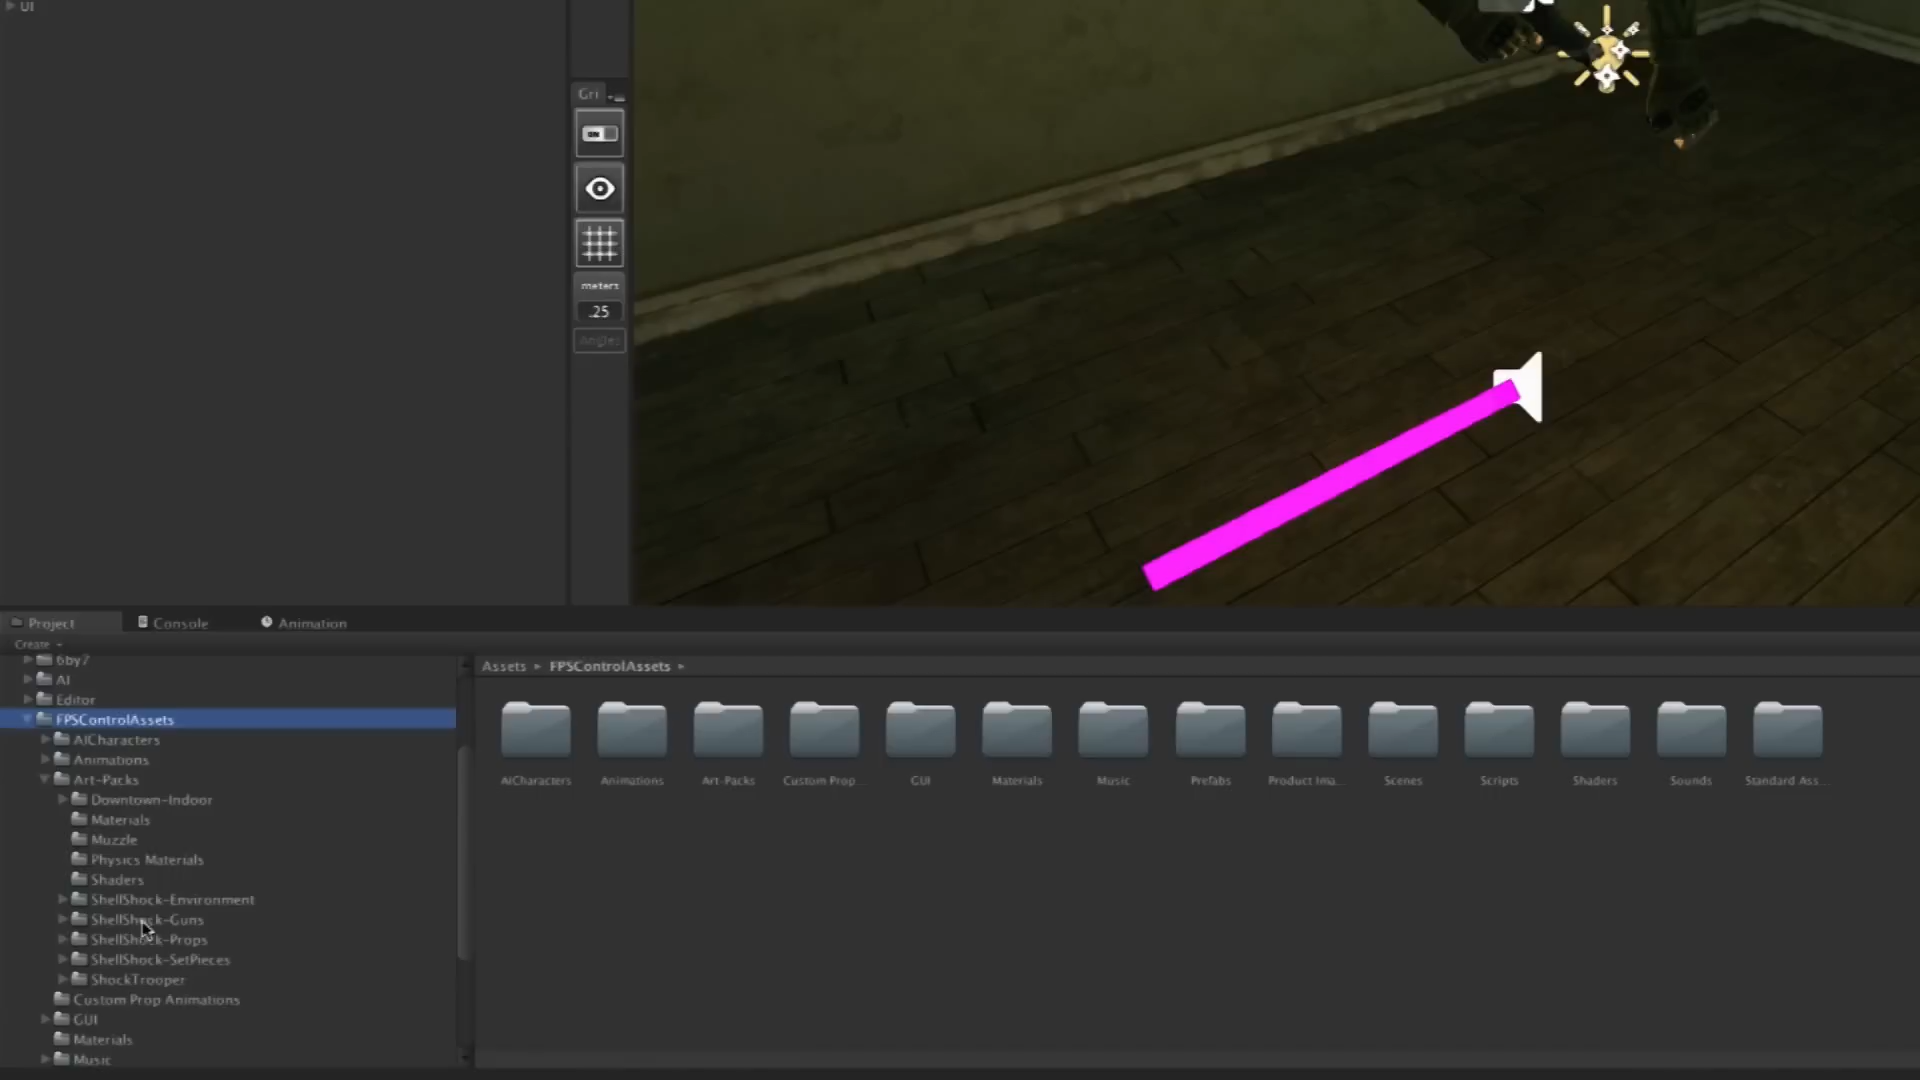 UI
Gri
ON
meters
.25
Angles
Project
Console
Animation
Create
6by7
AI
Editor
FPSControlAssets
AICharacters
Animations
Art-Packs
Downtown-Indoor
Materials
Muzzle
Physics Materials
Shaders
ShellShock-Environment
ShellShock-Guns
ShellShock-Props
ShellShock-SetPieces
ShockTrooper
Custom Prop Animations
GUI
Materials
Music
Assets ▸ FPSControlAssets ▸
AICharacters
Animations
Art-Packs
Custom Prop...
GUI
Materials
Music
Prefabs
Product Ima...
Scenes
Scripts
Shaders
Sounds
Standard Ass...